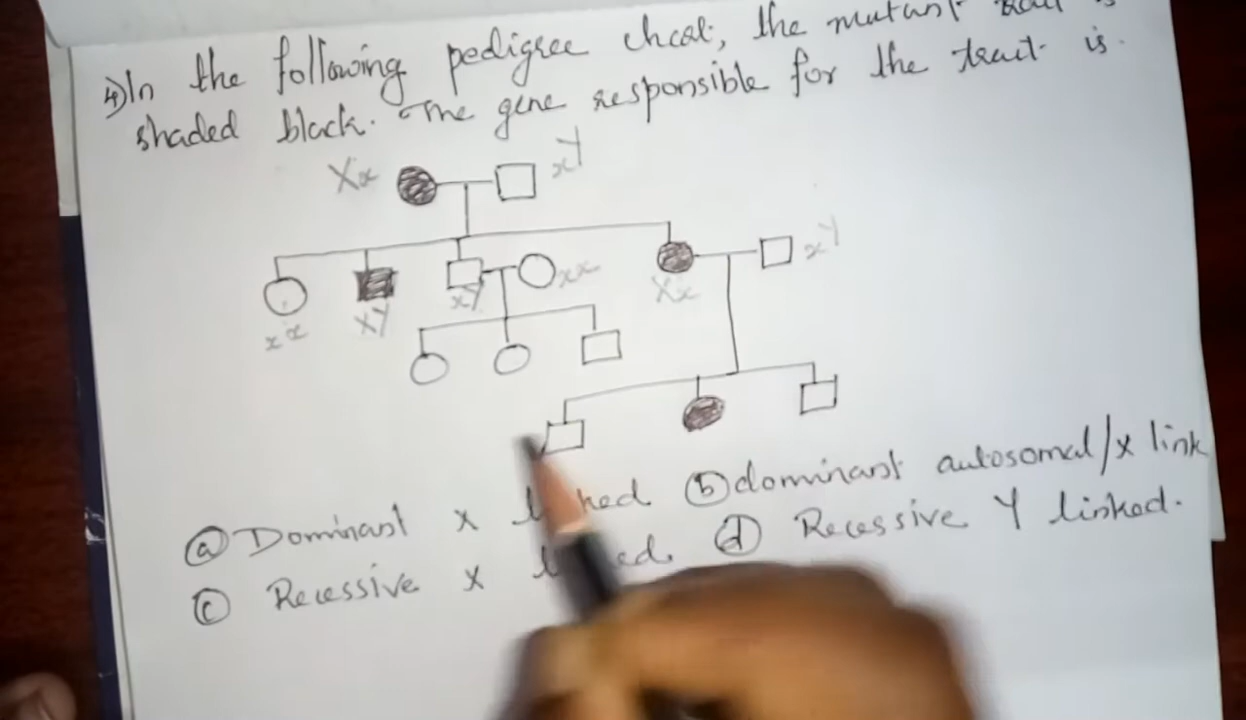 4)In the following pedigree chcat, the mutant
shaded black. The gene responsible for the trait is.
Xx xY
xx XY xY xx Xx xY
(a) Dominant X (b) dominant autosomal/x link
(c) Recessive X (d) Recessive Y linked.